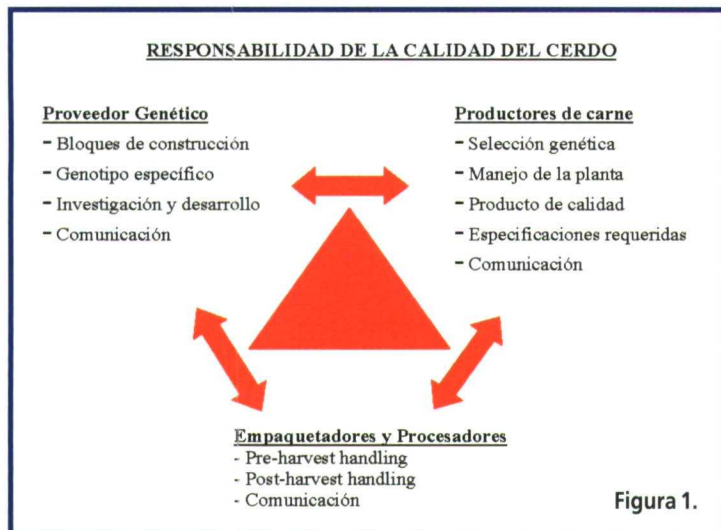 RESPONSABILIDAD DE LA CALIDAD DEL CERDO
Proveedor Genético
- Bloques de construcción
- Genotipo específico
- Investigación y desarrollo
- Comunicación
Productores de carne
- Selección genética
- Manejo de la planta
- Producto de calidad
- Especificaciones requeridas
- Comunicación
Empaquetadores y Procesadores
- Pre-harvest handling
- Post-harvest handling
- Comunicación
Figura 1.